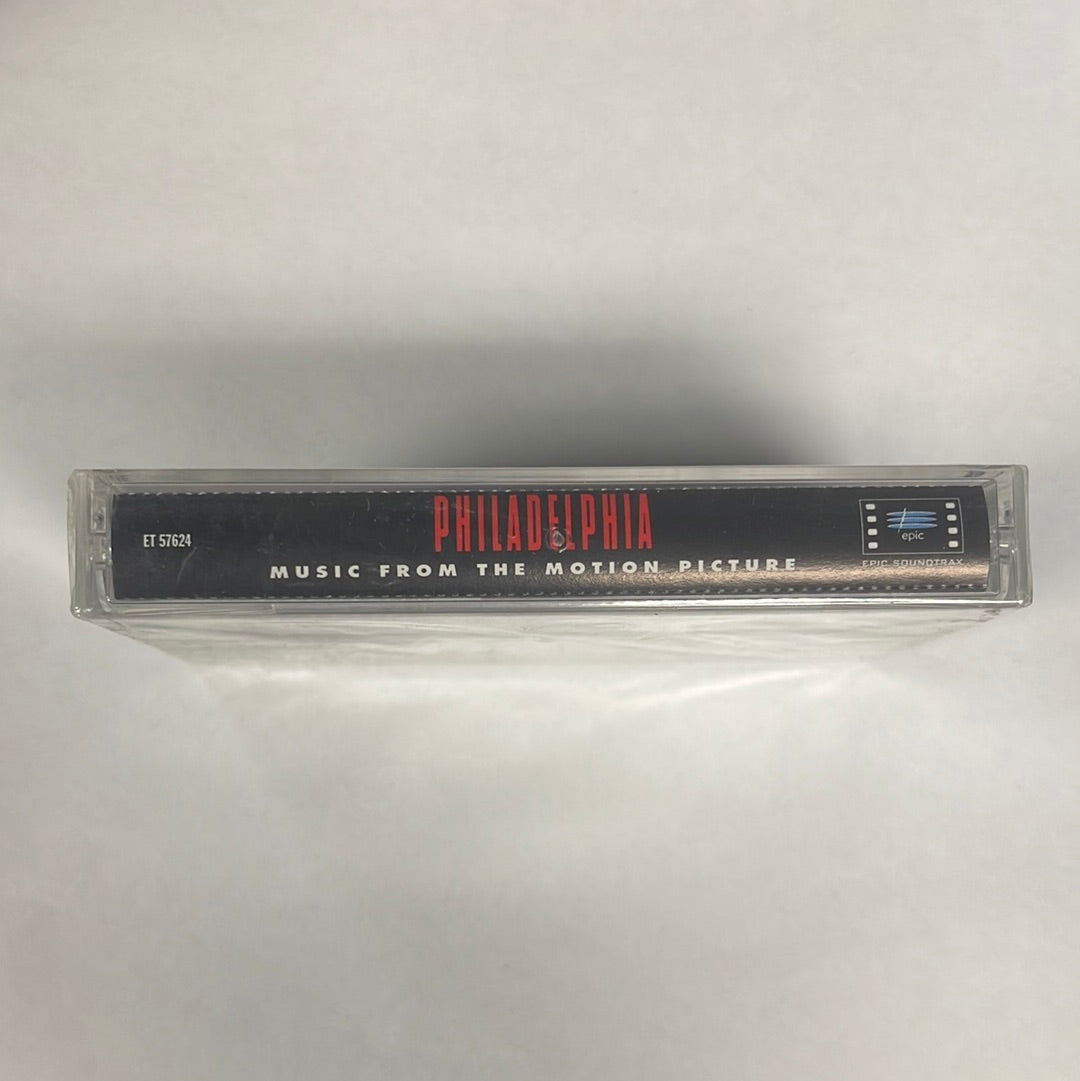 ET 57624
PHILADELPHIA
MUSIC FROM THE MOTION PICTURE
epic
EPIC SOUNDTRAX